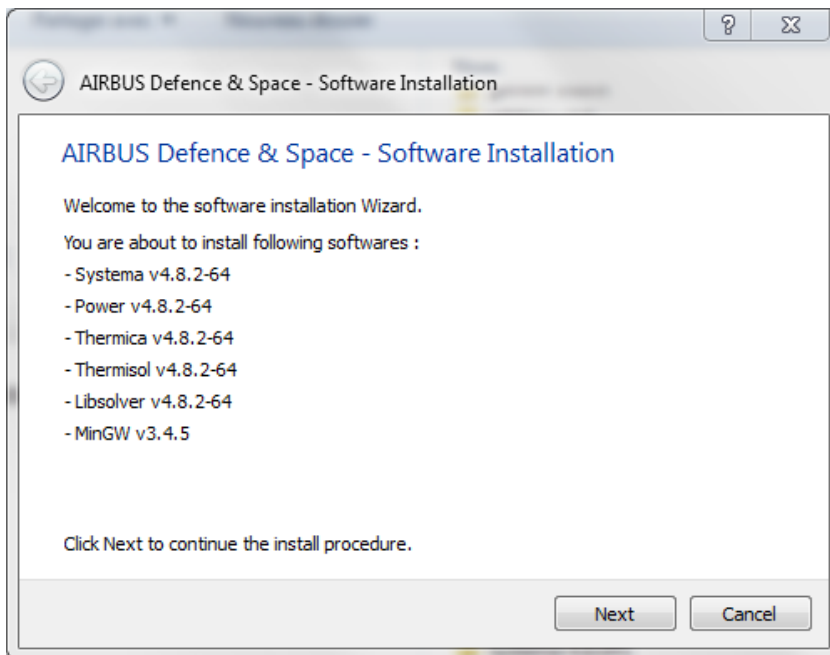 AIRBUS Defence & Space - Software Installation
AIRBUS Defence & Space - Software Installation
Welcome to the software installation Wizard.
You are about to install following softwares :
- Systema v4.8.2-64
- Power v4.8.2-64
- Thermica v4.8.2-64
- Thermisol v4.8.2-64
- Libsolver v4.8.2-64
- MinGW v3.4.5
Click Next to continue the install procedure.
Next Cancel